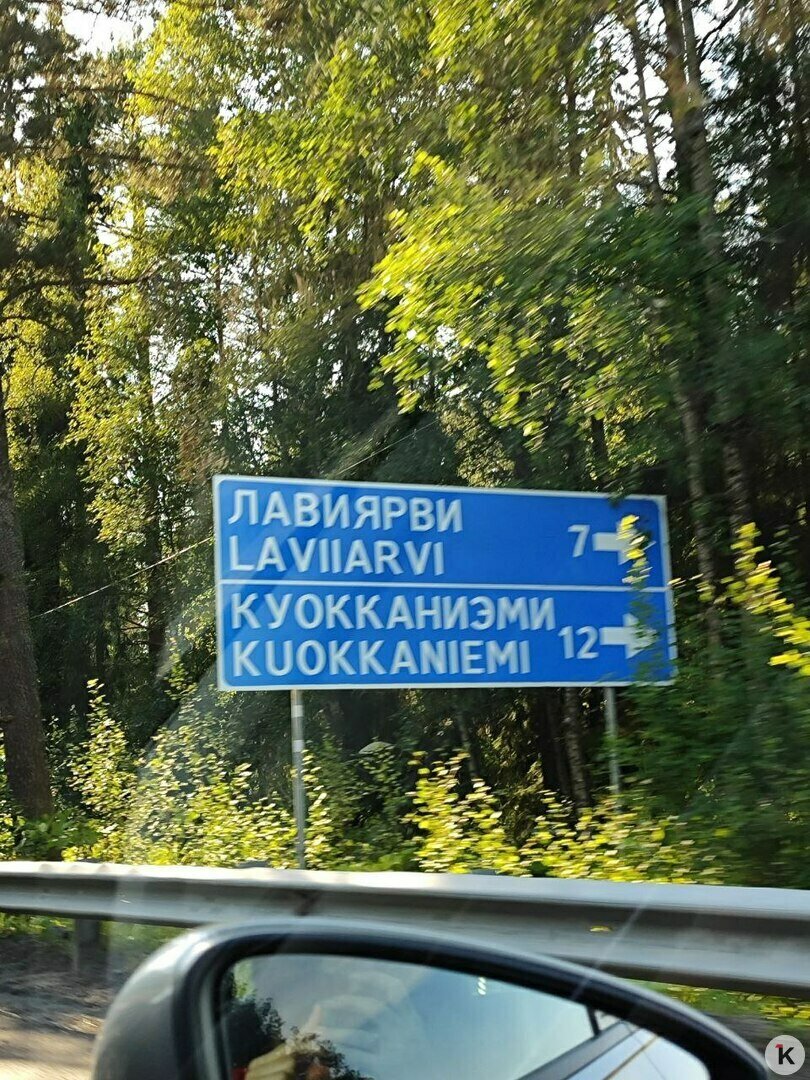 ЛАВИЯРВИ 7
LAVIIARVI
КУОККАНИЭМИ 12
KUOKKANIEMI
K